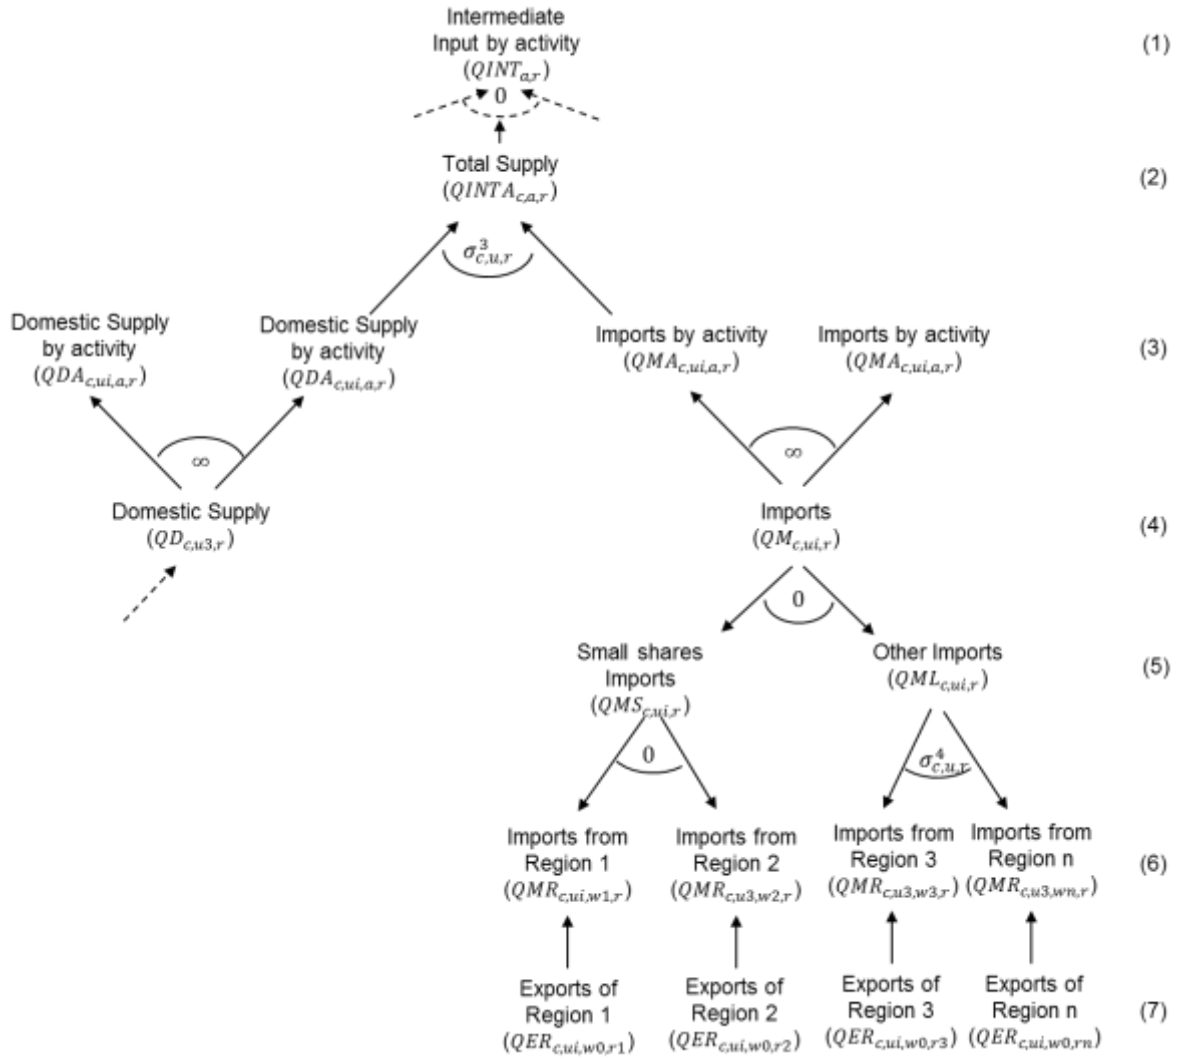 Intermediate
Input by activity
(QINT_{a,r})
(1)
0
Total Supply
(QINTA_{c,a,r})
(2)
σ^3_{c,u,r}
Domestic Supply
by activity
(QDA_{c,ui,a,r})
Domestic Supply
by activity
(QDA_{c,ui,a,r})
Imports by activity
(QMA_{c,ui,a,r})
Imports by activity
(QMA_{c,ui,a,r})
(3)
∞
∞
Domestic Supply
(QD_{c,u3,r})
Imports
(QM_{c,ui,r})
(4)
0
Small shares
Imports
(QMS_{c,ui,r})
Other Imports
(QML_{c,ui,r})
(5)
0
σ^4_{c,u,r}
Imports from
Region 1
(QMR_{c,ui,w1,r})
Imports from
Region 2
(QMR_{c,u3,w2,r})
Imports from
Region 3
(QMR_{c,u3,w3,r})
Imports from
Region n
(QMR_{c,u3,wn,r})
(6)
Exports of
Region 1
(QER_{c,ui,w0,r1})
Exports of
Region 2
(QER_{c,ui,w0,r2})
Exports of
Region 3
(QER_{c,ui,w0,r3})
Exports of
Region n
(QER_{c,ui,w0,rn})
(7)